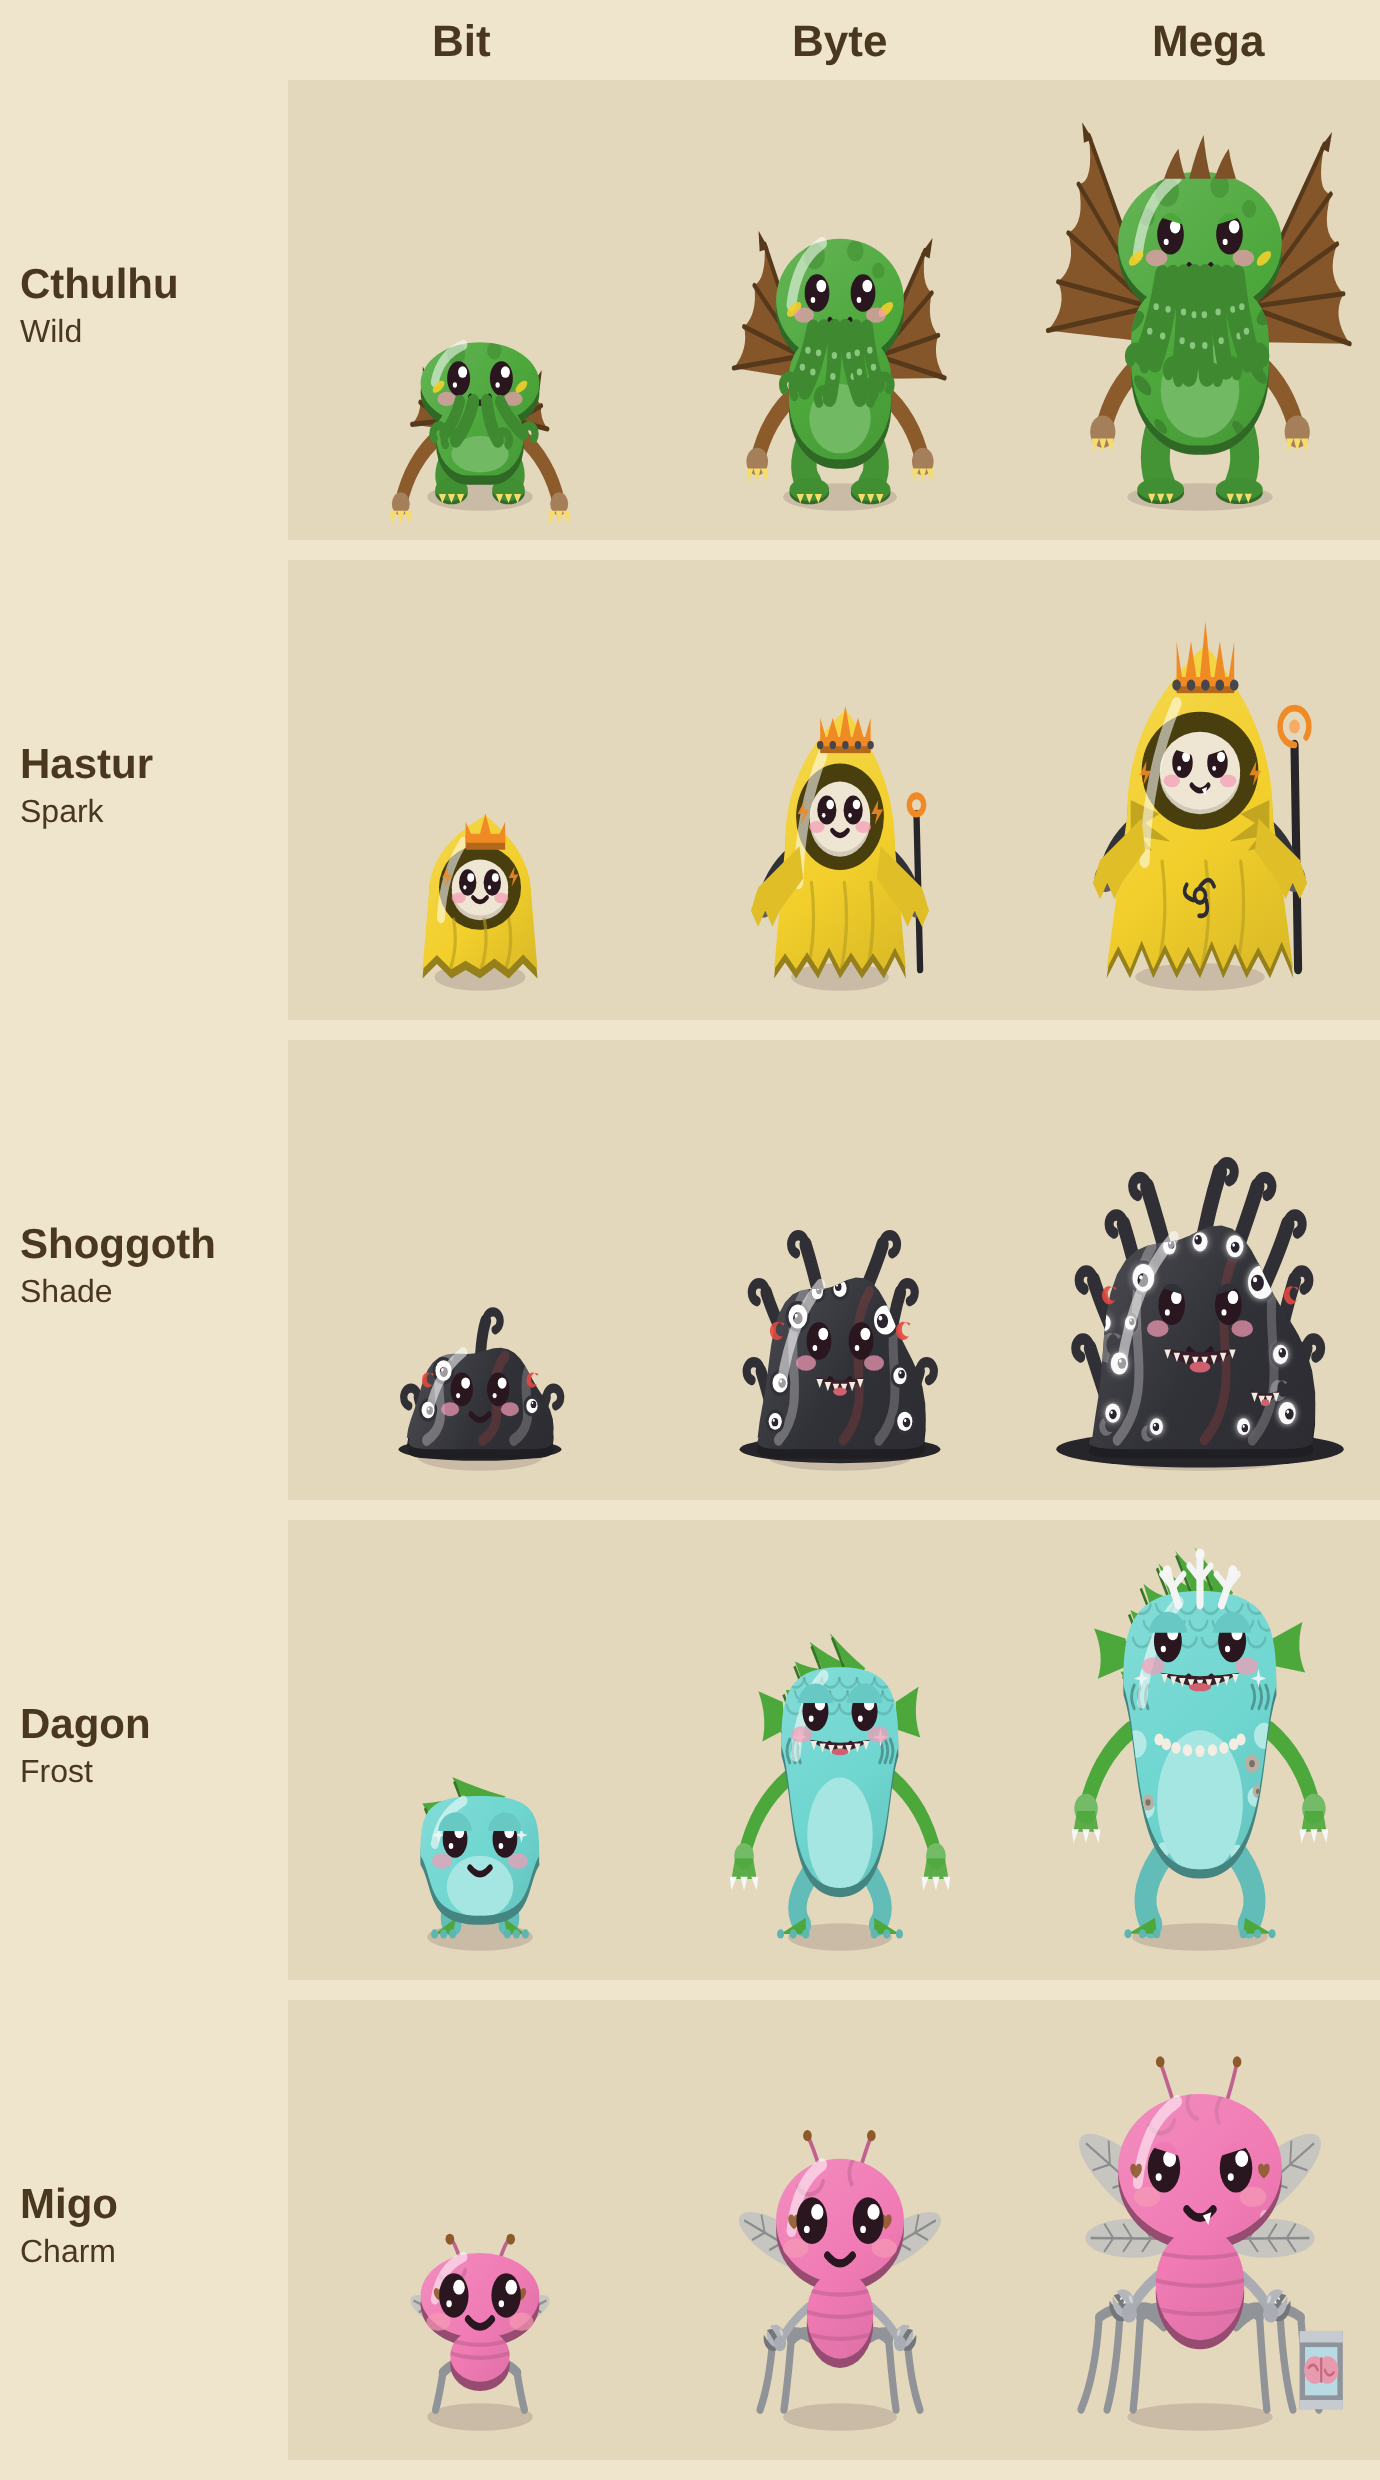 Bit Byte Mega
Cthulhu
Wild
Hastur
Spark
Shoggoth
Shade
Dagon
Frost
Migo
Charm